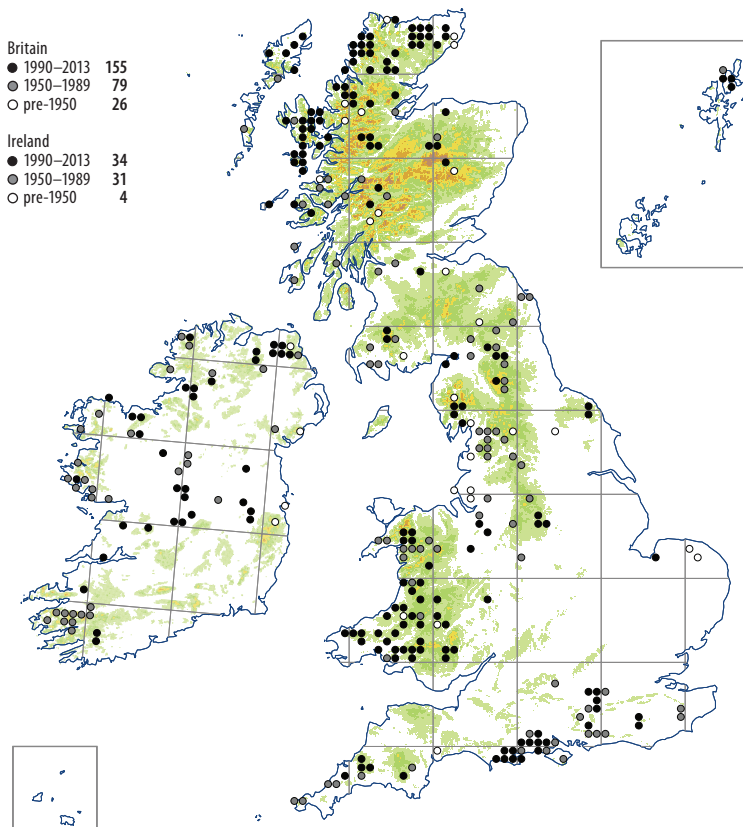 Britain
1990–2013 155
1950–1989 79
pre-1950 26
Ireland
1990–2013 34
1950–1989 31
pre-1950 4